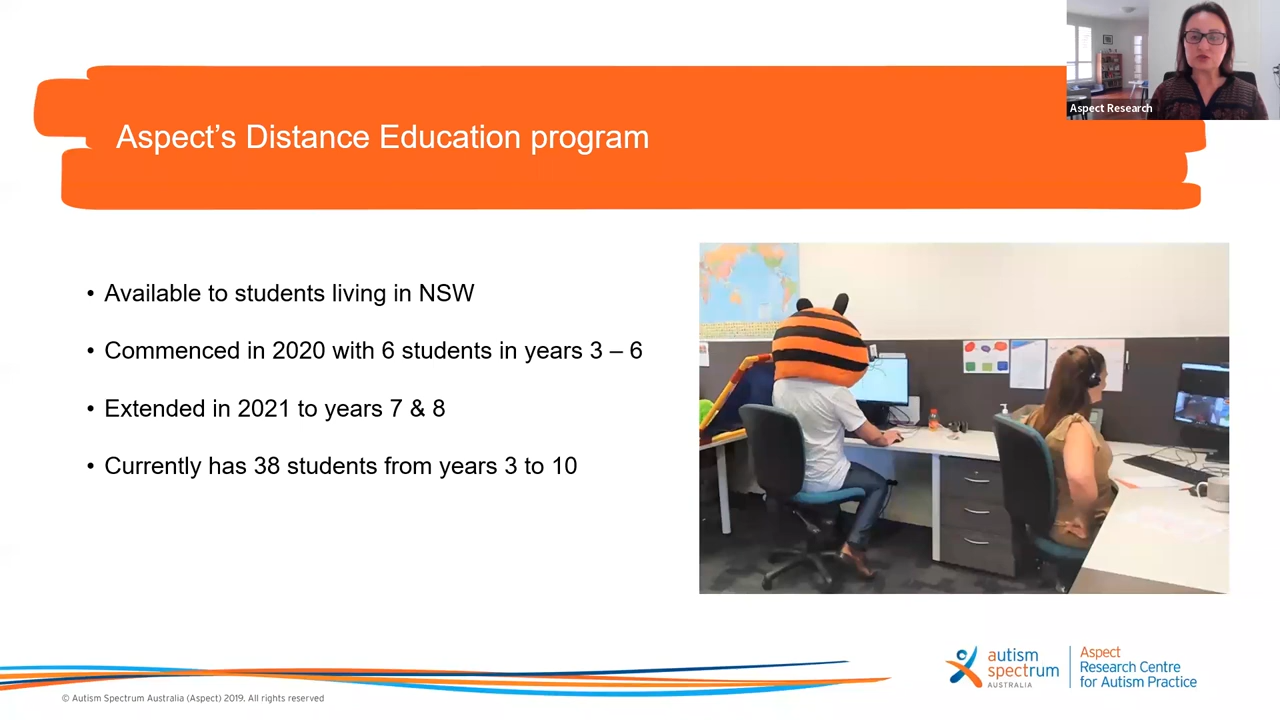 Aspect Research
Aspect’s Distance Education program
• Available to students living in NSW
• Commenced in 2020 with 6 students in years 3 – 6
• Extended in 2021 to years 7 & 8
• Currently has 38 students from years 3 to 10
autism
spectrum
AUSTRALIA
Aspect
Research Centre
for Autism Practice
© Autism Spectrum Australia (Aspect) 2019. All rights reserved